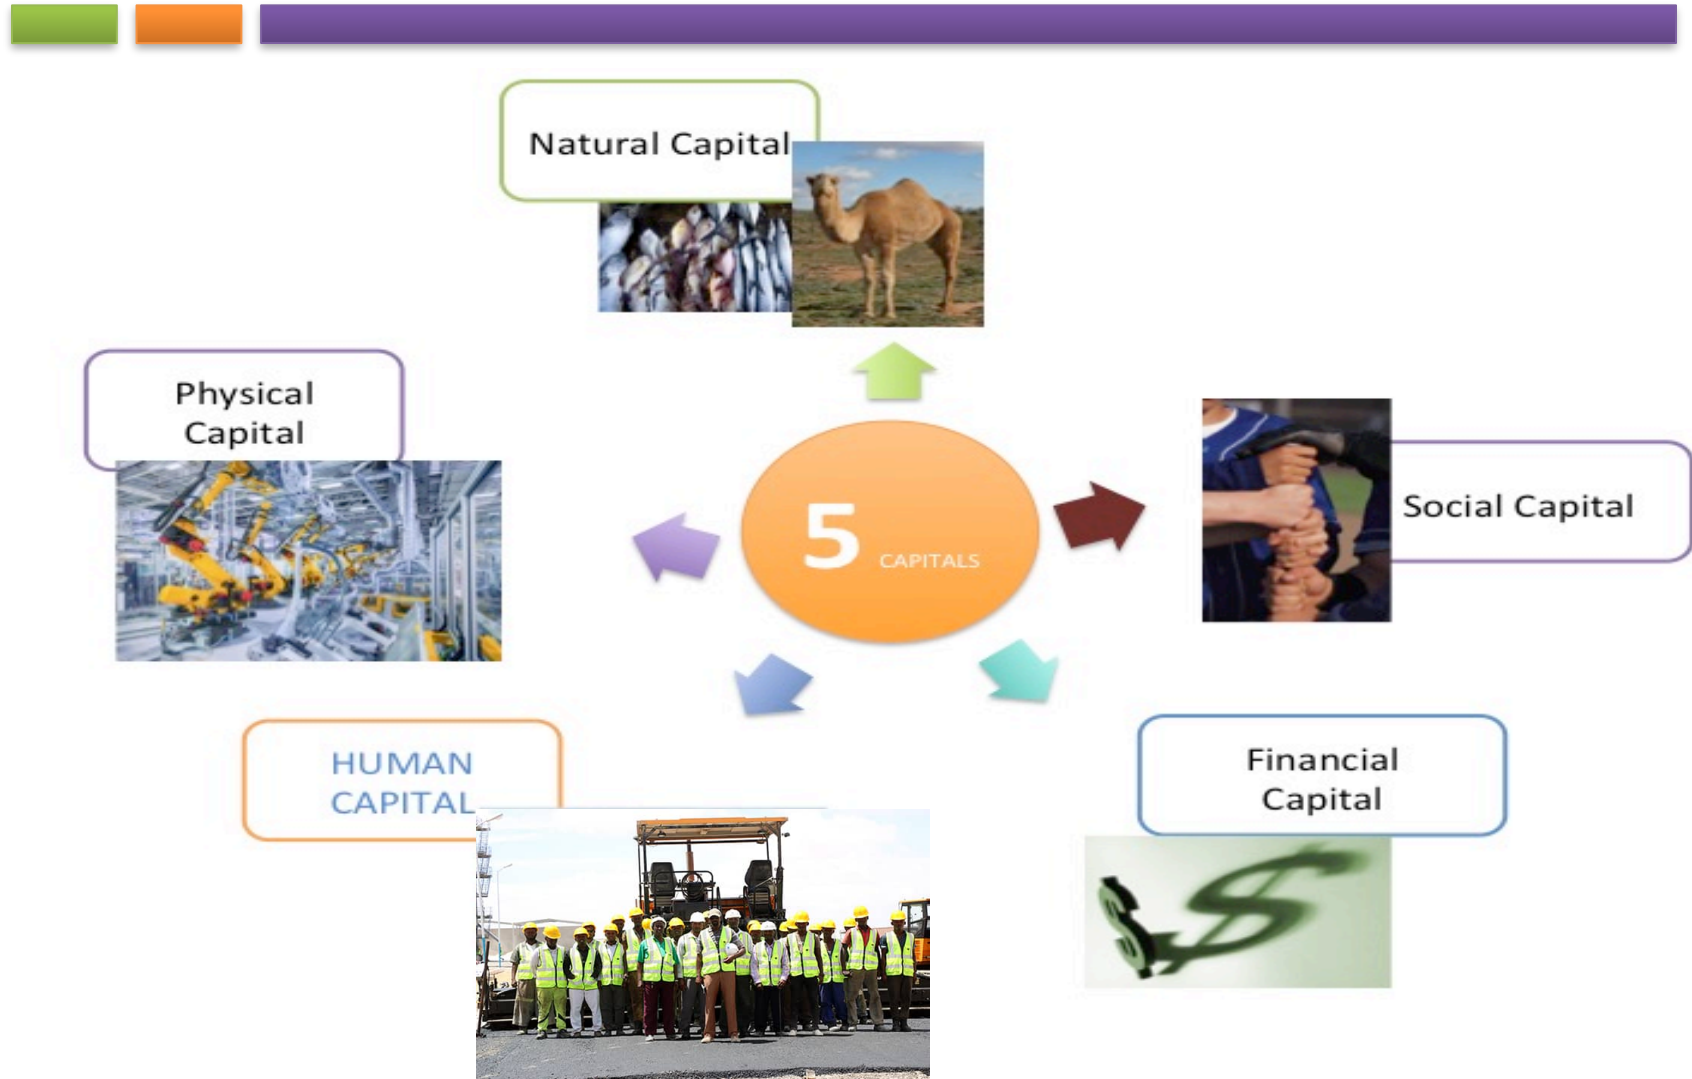 Natural Capital
Physical
Capital
5 CAPITALS
Social Capital
HUMAN
CAPITAL
Financial
Capital